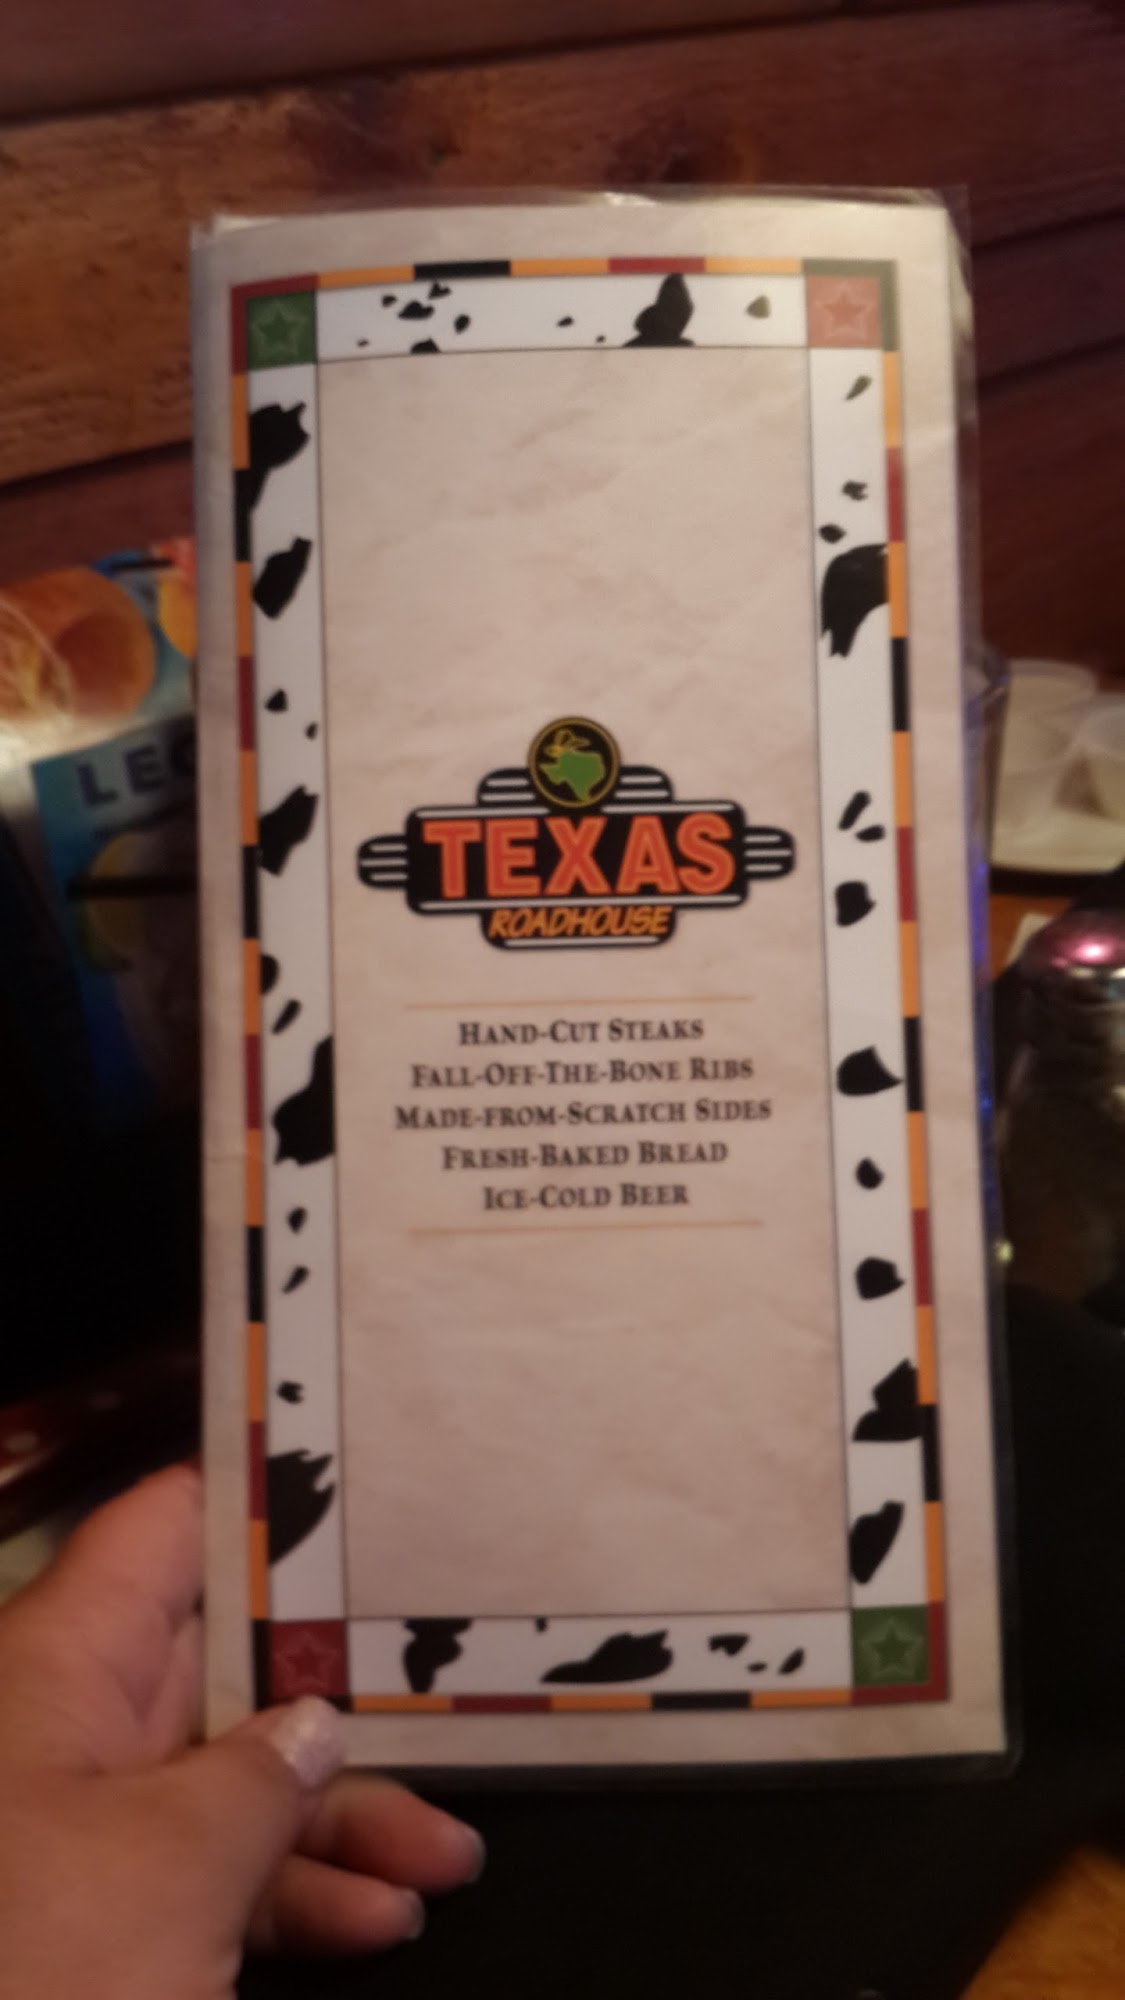 TEXAS
ROADHOUSE
HAND-CUT STEAKS
FALL-OFF-THE-BONE RIBS
MADE-FROM-SCRATCH SIDES
FRESH-BAKED BREAD
ICE-COLD BEER